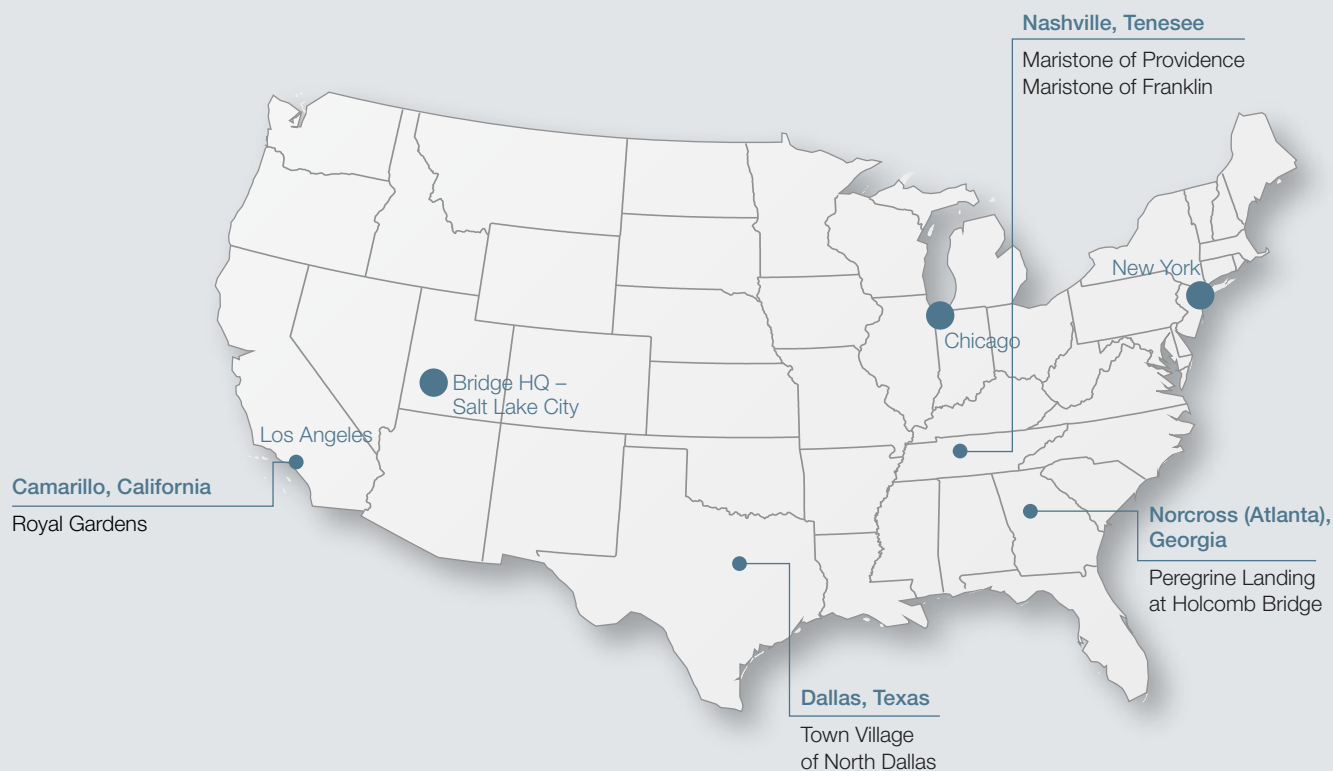 Nashville, Tenesee
Maristone of Providence
Maristone of Franklin
New York
Chicago
Bridge HQ –
Salt Lake City
Los Angeles
Camarillo, California
Royal Gardens
Norcross (Atlanta),
Georgia
Peregrine Landing
at Holcomb Bridge
Dallas, Texas
Town Village
of North Dallas